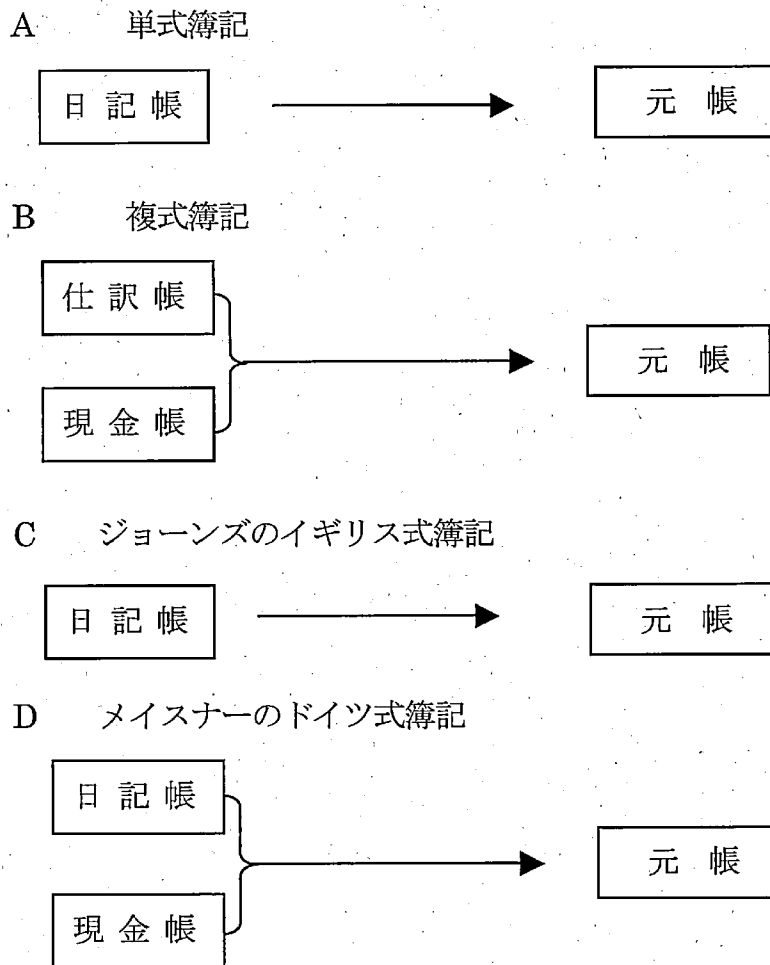 A 単式簿記
日記帳 元帳
B 複式簿記
仕訳帳
元帳
現金帳
C ジョーンズのイギリス式簿記
日記帳 元帳
D メイスナーのドイツ式簿記
日記帳
元帳
現金帳